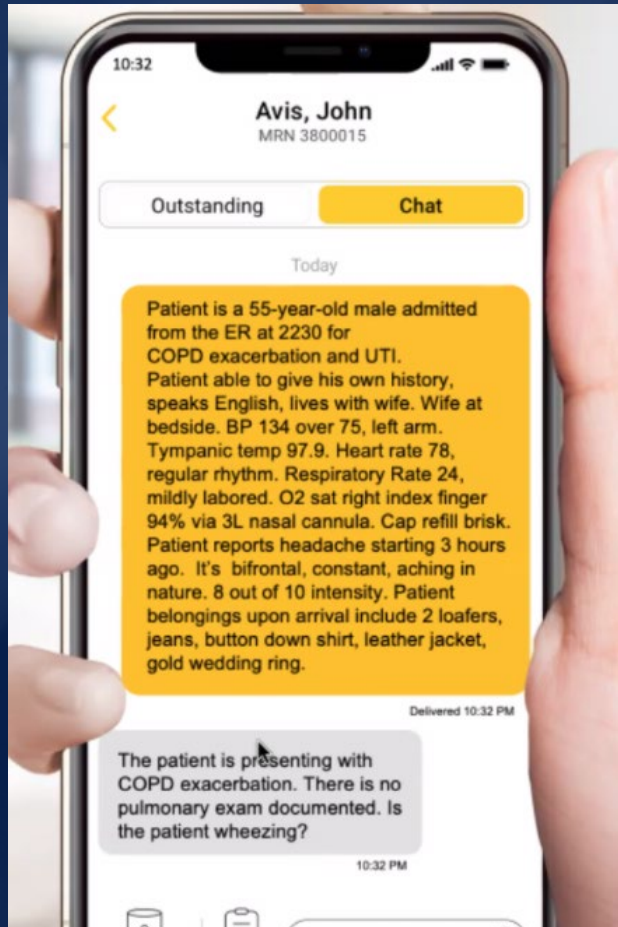 10:32
Avis, John
MRN 3800015
Outstanding
Chat
Today
Patient is a 55-year-old male admitted
from the ER at 2230 for
COPD exacerbation and UTI.
Patient able to give his own history,
speaks English, lives with wife. Wife at
bedside. BP 134 over 75, left arm.
Tympanic temp 97.9. Heart rate 78,
regular rhythm. Respiratory Rate 24,
mildly labored. O2 sat right index finger
94% via 3L nasal cannula. Cap refill brisk.
Patient reports headache starting 3 hours
ago. It's bifrontal, constant, aching in
nature. 8 out of 10 intensity. Patient
belongings upon arrival include 2 loafers,
jeans, button down shirt, leather jacket,
gold wedding ring.
Delivered 10:32 PM
The patient is presenting with
COPD exacerbation. There is no
pulmonary exam documented. Is
the patient wheezing?
10:32 PM